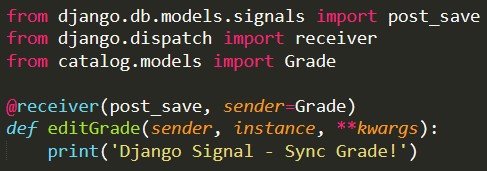 from django.db.models.signals import post_save
from django.dispatch import receiver
from catalog.models import Grade

@receiver(post_save, sender=Grade)
def editGrade(sender, instance, **kwargs):
    print('Django Signal - Sync Grade!')